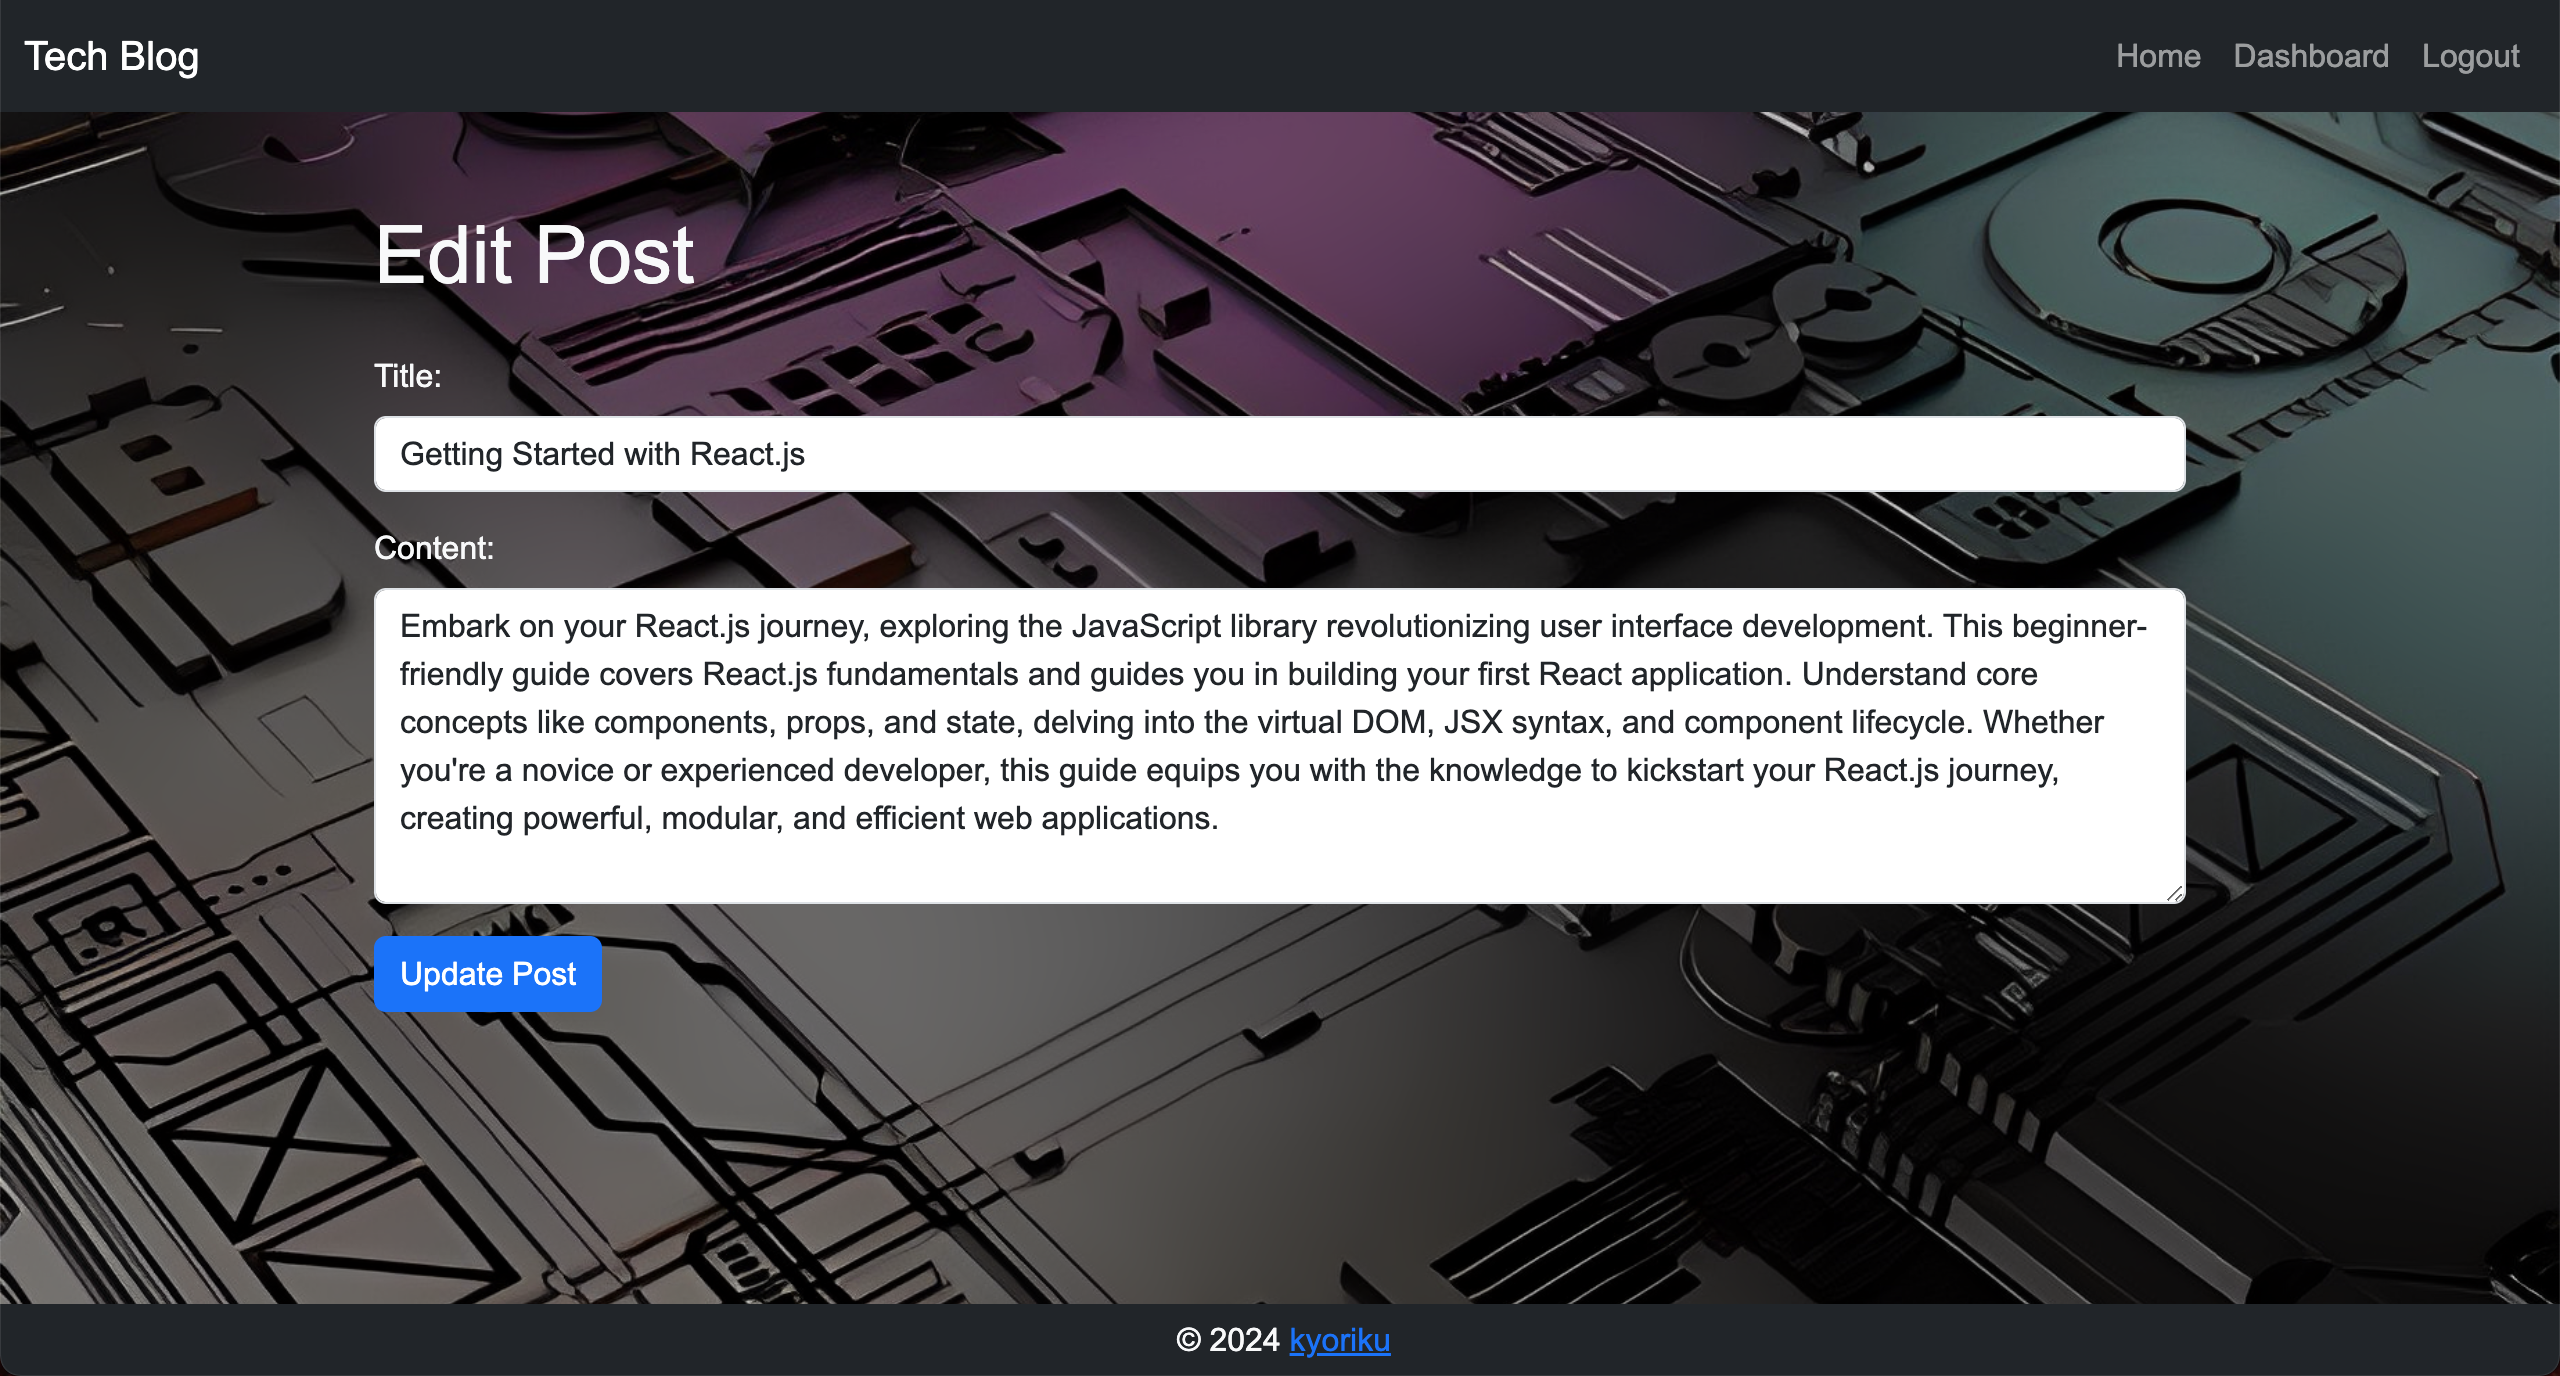 Tech Blog
Home Dashboard Logout
Edit Post
Title:
Getting Started with React.js
Content:
Embark on your React.js journey, exploring the JavaScript library revolutionizing user interface development. This beginner-
friendly guide covers React.js fundamentals and guides you in building your first React application. Understand core
concepts like components, props, and state, delving into the virtual DOM, JSX syntax, and component lifecycle. Whether
you're a novice or experienced developer, this guide equips you with the knowledge to kickstart your React.js journey,
creating powerful, modular, and efficient web applications.
Update Post
© 2024 kyoriku